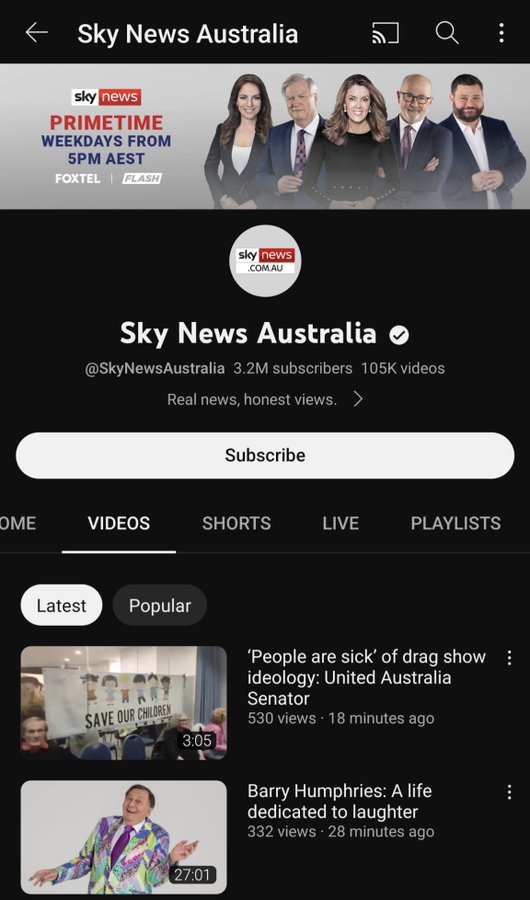 Sky News Australia
sky news
PRIMETIME
WEEKDAYS FROM
5PM AEST
FOXTEL | FLASH
sky news
.COM.AU
Sky News Australia
@SkyNewsAustralia 3.2M subscribers 105K videos
Real news, honest views.
Subscribe
OME VIDEOS SHORTS LIVE PLAYLISTS
Latest Popular
SAVE OUR CHILDREN
3:05
‘People are sick’ of drag show
ideology: United Australia
Senator
530 views · 18 minutes ago
27:01
Barry Humphries: A life
dedicated to laughter
332 views · 28 minutes ago